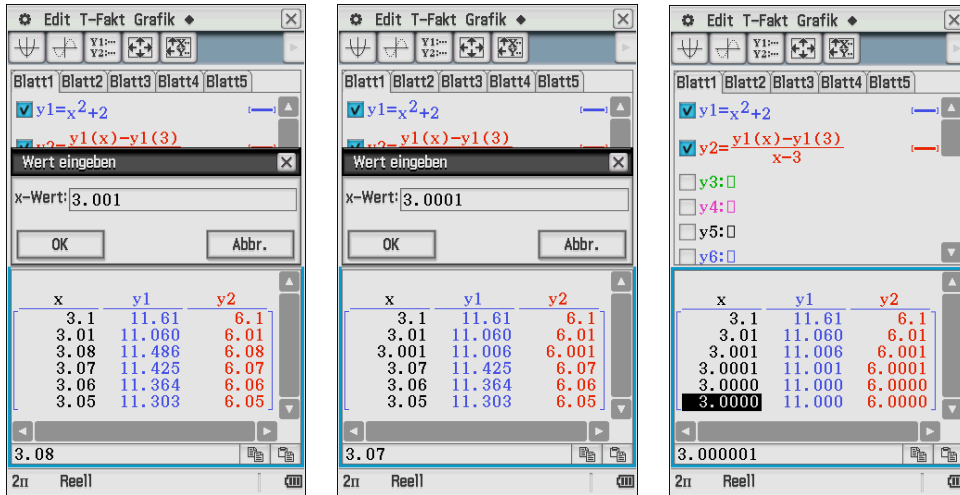 Edit T-Fakt Grafik ◆
Y1:···
Y2:···
Blatt1 Blatt2 Blatt3 Blatt4 Blatt5
y1=x²+2
y2=y1(x)-y1(3)
Wert eingeben
x-Wert: 3.001
OK Abbr.
x y1 y2
3.1 11.61 6.1
3.01 11.060 6.01
3.08 11.486 6.08
3.07 11.425 6.07
3.06 11.364 6.06
3.05 11.303 6.05
3.08
2π Reell
Edit T-Fakt Grafik ◆
Y1:···
Y2:···
Blatt1 Blatt2 Blatt3 Blatt4 Blatt5
y1=x²+2
y2=y1(x)-y1(3)
Wert eingeben
x-Wert: 3.0001
OK Abbr.
x y1 y2
3.1 11.61 6.1
3.01 11.060 6.01
3.001 11.006 6.001
3.07 11.425 6.07
3.06 11.364 6.06
3.05 11.303 6.05
3.07
2π Reell
Edit T-Fakt Grafik ◆
Y1:···
Y2:···
Blatt1 Blatt2 Blatt3 Blatt4 Blatt5
y1=x²+2
y2=y1(x)-y1(3)
x-3
y3:▯
y4:▯
y5:▯
y6:▯
x y1 y2
3.1 11.61 6.1
3.01 11.060 6.01
3.001 11.006 6.001
3.0001 11.001 6.0001
3.0000 11.000 6.0000
3.0000 11.000 6.0000
3.000001
2π Reell